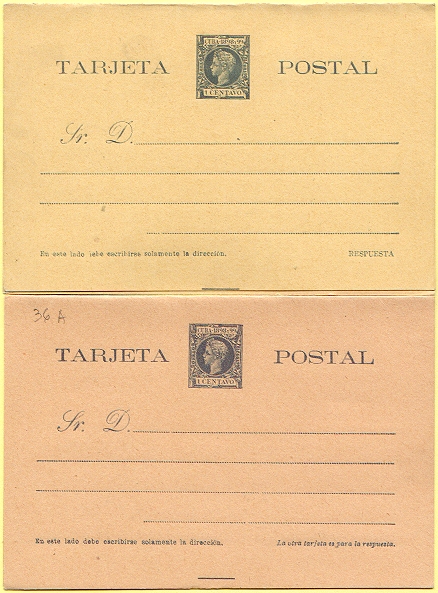 CUBA 1898 Y 99
TARJETA POSTAL
1 CENTAVO
Sr. D.
En este lado debe escribirse solamente la dirección. RESPUESTA
36 A
CUBA 1898 Y 99
TARJETA POSTAL
1 CENTAVO
Sr. D.
En este lado debe escribirse solamente la dirección. La otra tarjeta es para la respuesta.